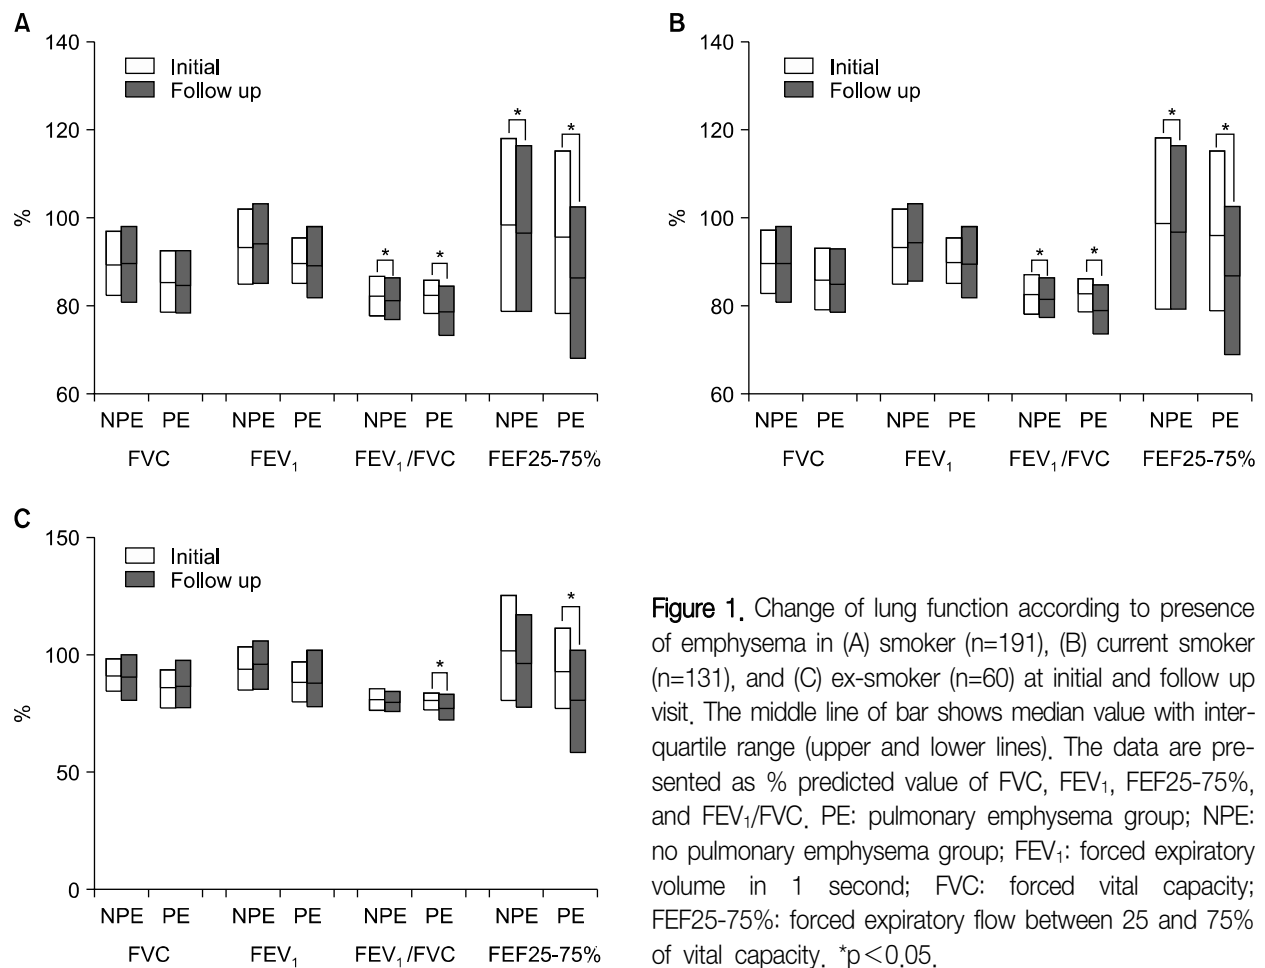 A
140
120
100
80
60
%
Initial
Follow up
* * * *
NPE PE NPE PE NPE PE NPE PE
FVC FEV₁ FEV₁/FVC FEF25-75%
B
140
120
100
80
60
%
Initial
Follow up
* * * *
NPE PE NPE PE NPE PE NPE PE
FVC FEV₁ FEV₁/FVC FEF25-75%
C
150
100
50
0
%
Initial
Follow up
* *
NPE PE NPE PE NPE PE NPE PE
FVC FEV₁ FEV₁/FVC FEF25-75%
Figure 1. Change of lung function according to presence
of emphysema in (A) smoker (n=191), (B) current smoker
(n=131), and (C) ex-smoker (n=60) at initial and follow up
visit. The middle line of bar shows median value with inter-
quartile range (upper and lower lines). The data are pre-
sented as % predicted value of FVC, FEV₁, FEF25-75%,
and FEV₁/FVC. PE: pulmonary emphysema group; NPE:
no pulmonary emphysema group; FEV₁: forced expiratory
volume in 1 second; FVC: forced vital capacity;
FEF25-75%: forced expiratory flow between 25 and 75%
of vital capacity. *p<0.05.